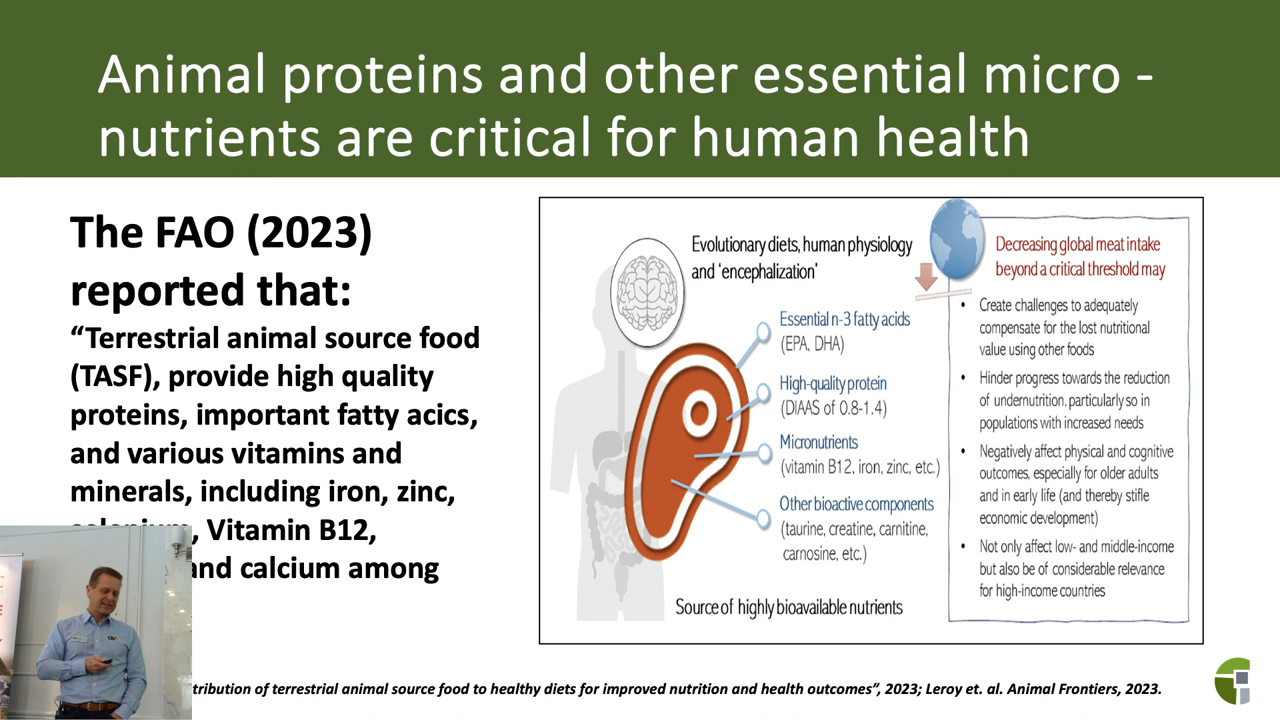 Animal proteins and other essential micro -
nutrients are critical for human health
The FAO (2023)
reported that:
“Terrestrial animal source food
(TASF), provide high quality
proteins, important fatty acics,
and various vitamins and
minerals, including iron, zinc,
, Vitamin B12,
and calcium among
Evolutionary diets, human physiology
and ‘encephalization’
Essential n-3 fatty acids
(EPA, DHA)
High-quality protein
(DIAAS of 0.8-1.4)
Micronutrients
(vitamin B12, iron, zinc, etc.)
Other bioactive components
(taurine, creatine, carnitine,
carnosine, etc.)
Source of highly bioavailable nutrients
Decreasing global meat intake
beyond a critical threshold may
• Create challenges to adequately
compensate for the lost nutritional
value using other foods
• Hinder progress towards the reduction
of undernutrition, particularly so in
populations with increased needs
• Negatively affect physical and cognitive
outcomes, especially for older adults
and in early life (and thereby stifle
economic development)
• Not only affect low- and middle-income
but also be of considerable relevance
for high-income countries
tribution of terrestrial animal source food to healthy diets for improved nutrition and health outcomes”, 2023; Leroy et. al. Animal Frontiers, 2023.